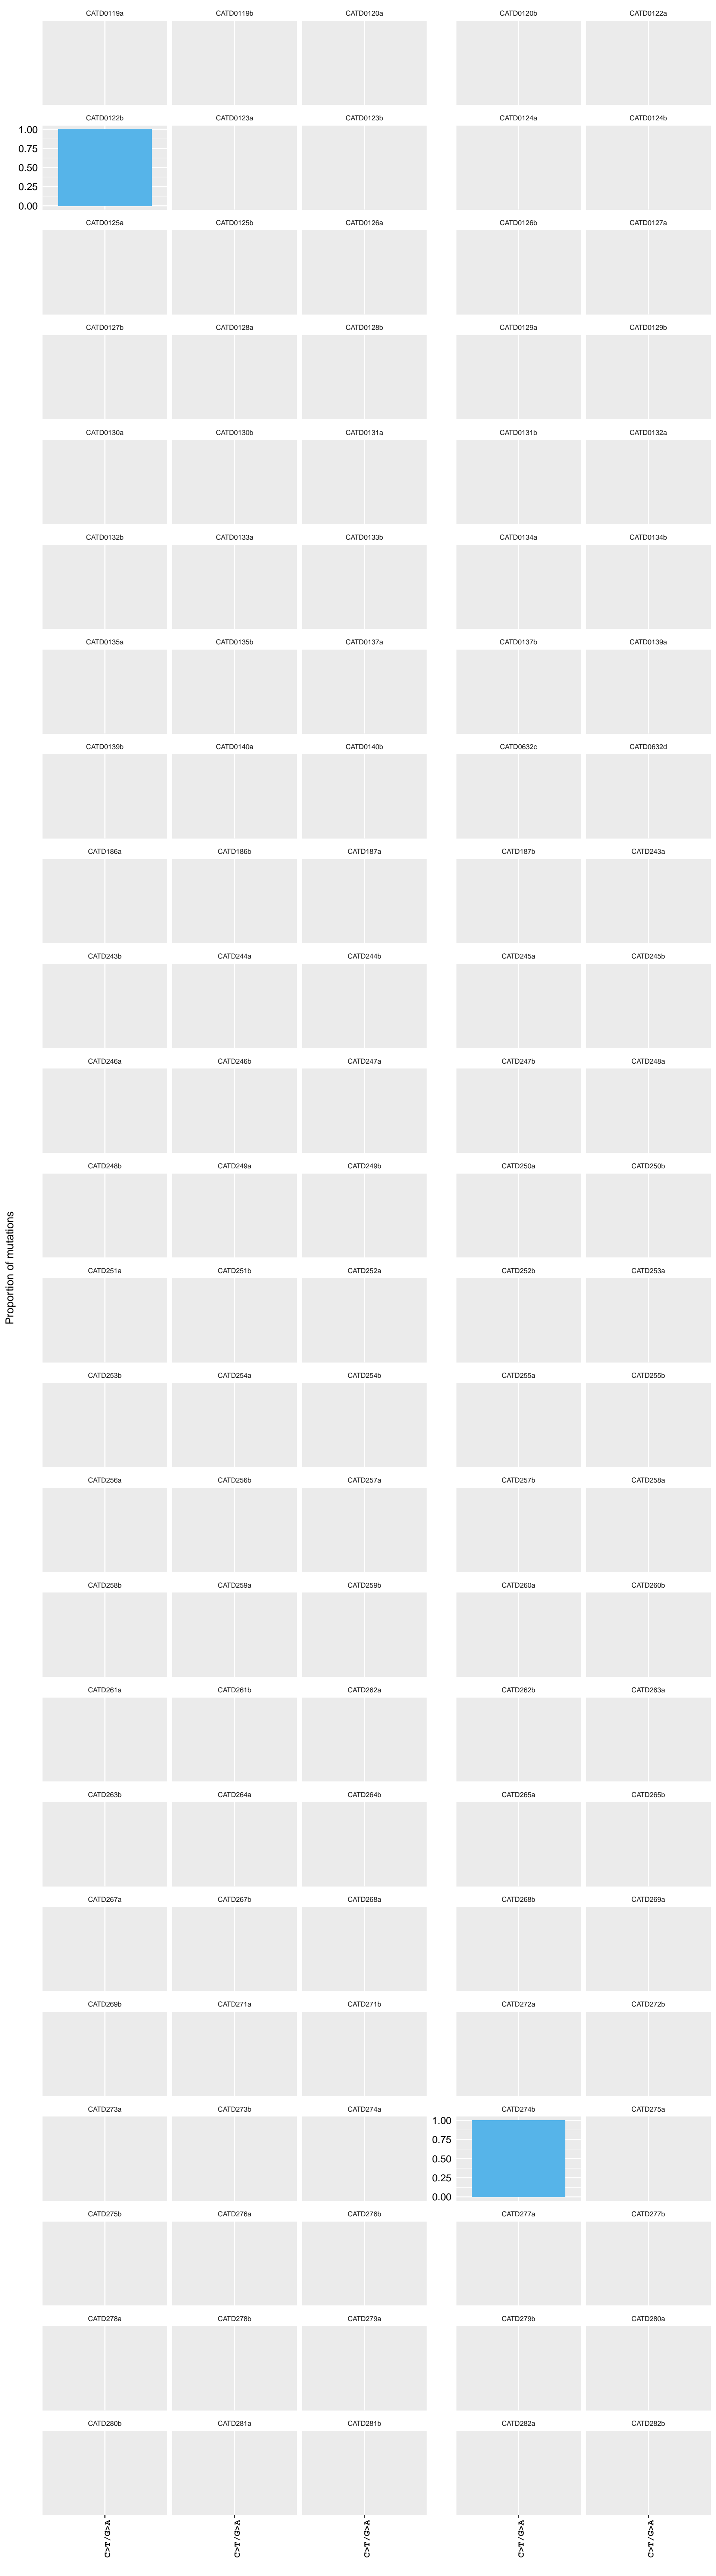 CATD0119a CATD0119b CATD0120a CATD0120b CATD0122a
CATD0122b CATD0123a CATD0123b CATD0124a CATD0124b
1.00
0.75
0.50
0.25
0.00
CATD0125a CATD0125b CATD0126a CATD0126b CATD0127a
CATD0127b CATD0128a CATD0128b CATD0129a CATD0129b
CATD0130a CATD0130b CATD0131a CATD0131b CATD0132a
CATD0132b CATD0133a CATD0133b CATD0134a CATD0134b
CATD0135a CATD0135b CATD0137a CATD0137b CATD0139a
CATD0139b CATD0140a CATD0140b CATD0632c CATD0632d
CATD186a CATD186b CATD187a CATD187b CATD243a
CATD243b CATD244a CATD244b CATD245a CATD245b
CATD246a CATD246b CATD247a CATD247b CATD248a
CATD248b CATD249a CATD249b CATD250a CATD250b
Proportion of mutations
CATD251a CATD251b CATD252a CATD252b CATD253a
CATD253b CATD254a CATD254b CATD255a CATD255b
CATD256a CATD256b CATD257a CATD257b CATD258a
CATD258b CATD259a CATD259b CATD260a CATD260b
CATD261a CATD261b CATD262a CATD262b CATD263a
CATD263b CATD264a CATD264b CATD265a CATD265b
CATD267a CATD267b CATD268a CATD268b CATD269a
CATD269b CATD271a CATD271b CATD272a CATD272b
CATD273a CATD273b CATD274a CATD274b CATD275a
1.00
0.75
0.50
0.25
0.00
CATD275b CATD276a CATD276b CATD277a CATD277b
CATD278a CATD278b CATD279a CATD279b CATD280a
CATD280b CATD281a CATD281b CATD282a CATD282b
C>T/G>A C>T/G>A C>T/G>A C>T/G>A C>T/G>A